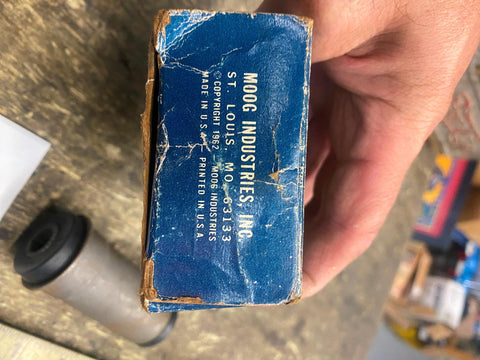 MOOG INDUSTRIES, INC.
ST. LOUIS, MO. 63133
© COPYRIGHT 1962 - MOOG INDUSTRIES
MADE IN U.S.A. - PRINTED IN U.S.A.